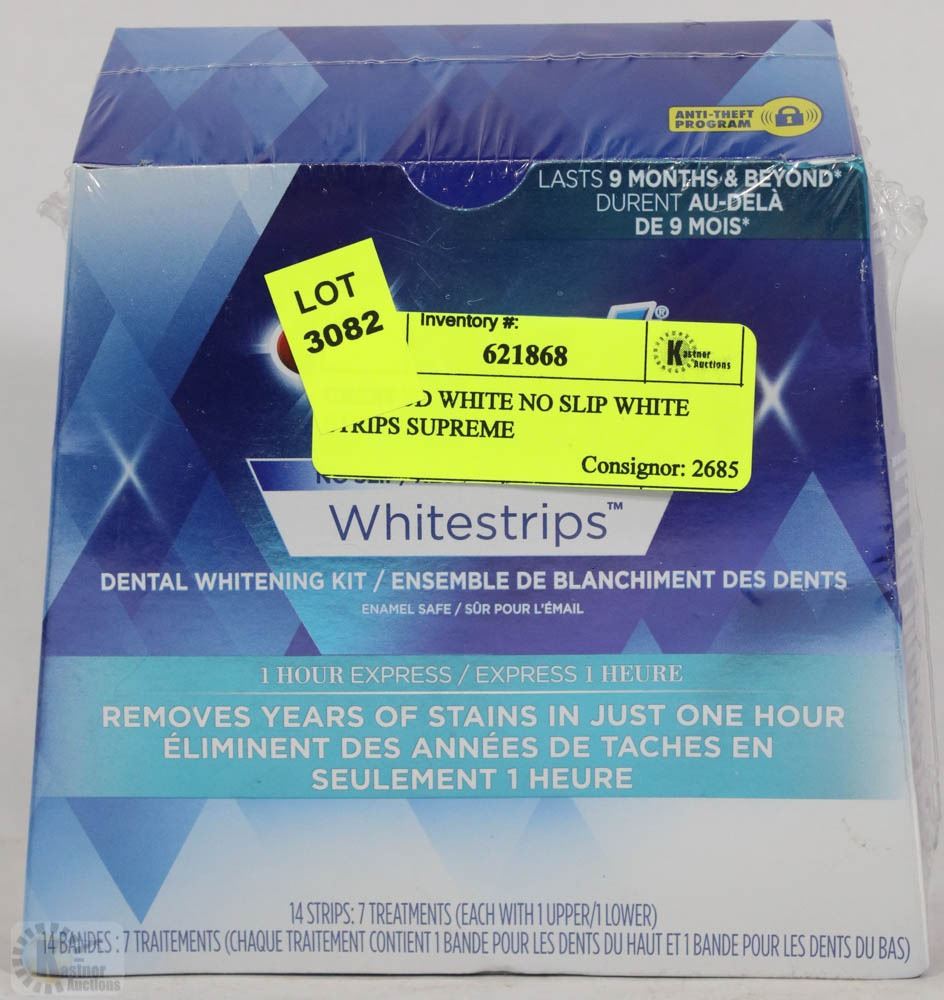 ANTI-THEFT
PROGRAM
LASTS 9 MONTHS & BEYOND*
DURENT AU-DELÀ
DE 9 MOIS*
LOT
3082
Inventory #:
621868
Kastner
Auctions
D WHITE NO SLIP WHITE
STRIPS SUPREME
Consignor: 2685
NO SLIP
Whitestrips™
DENTAL WHITENING KIT / ENSEMBLE DE BLANCHIMENT DES DENTS
ENAMEL SAFE / SÛR POUR L'ÉMAIL
1 HOUR EXPRESS / EXPRESS 1 HEURE
REMOVES YEARS OF STAINS IN JUST ONE HOUR
ÉLIMINENT DES ANNÉES DE TACHES EN
SEULEMENT 1 HEURE
14 STRIPS: 7 TREATMENTS (EACH WITH 1 UPPER/1 LOWER)
14 BANDES : 7 TRAITEMENTS (CHAQUE TRAITEMENT CONTIENT 1 BANDE POUR LES DENTS DU HAUT ET 1 BANDE POUR LES DENTS DU BAS)
Kastner
Auctions